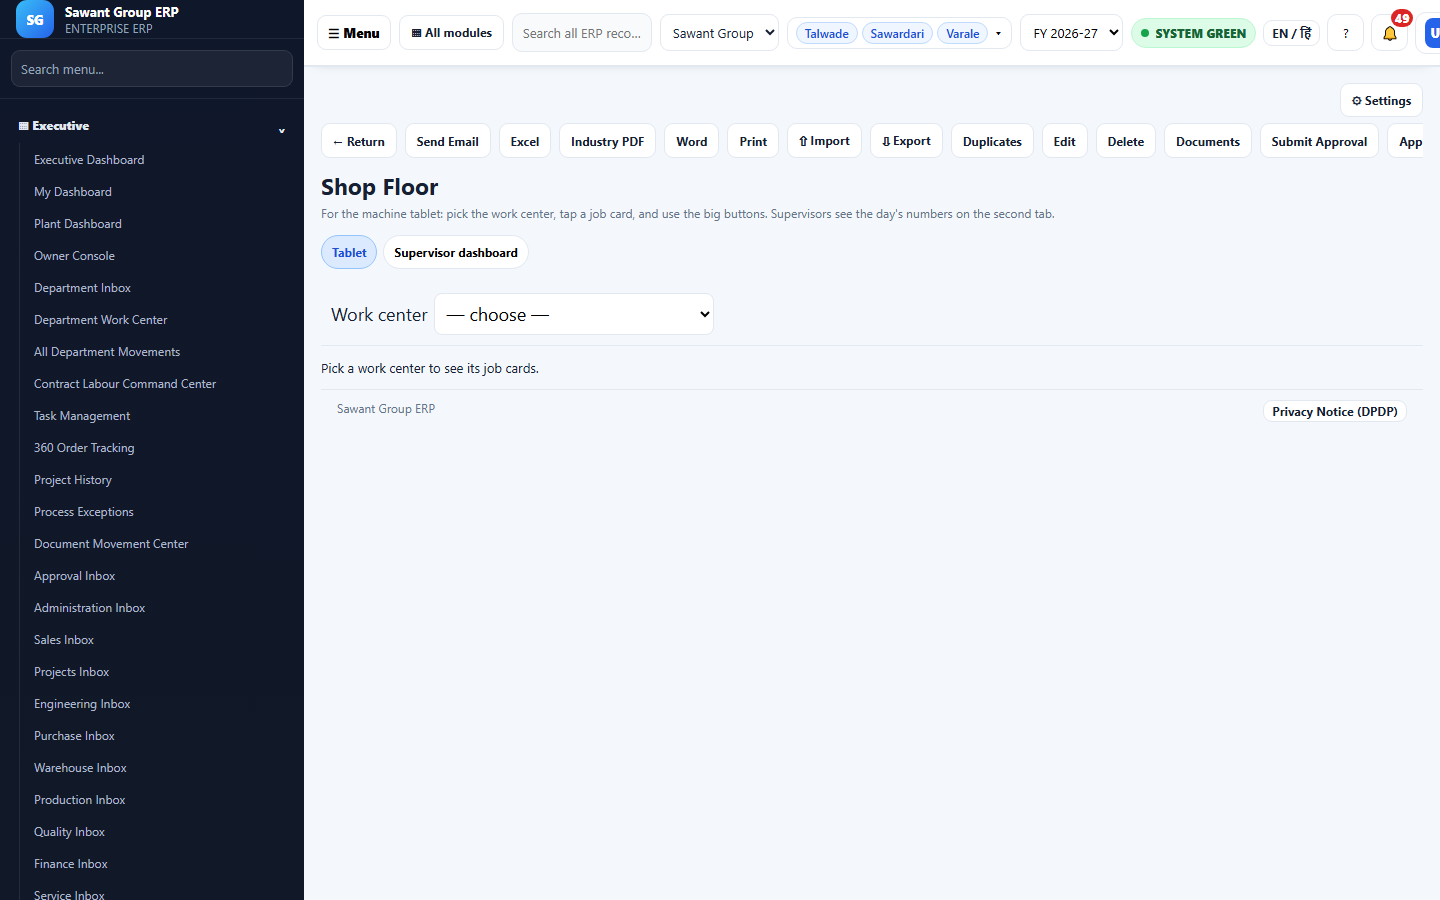 SG
Sawant Group ERP
ENTERPRISE ERP
Search menu...
Executive
Executive Dashboard
My Dashboard
Plant Dashboard
Owner Console
Department Inbox
Department Work Center
All Department Movements
Contract Labour Command Center
Task Management
360 Order Tracking
Project History
Process Exceptions
Document Movement Center
Approval Inbox
Administration Inbox
Sales Inbox
Projects Inbox
Engineering Inbox
Purchase Inbox
Warehouse Inbox
Production Inbox
Quality Inbox
Finance Inbox
Service Inbox
☰ Menu
All modules
Search all ERP reco...
Sawant Group
Talwade
Sawardari
Varale
FY 2026-27
SYSTEM GREEN
EN / हिं
?
49
U
⚙ Settings
← Return
Send Email
Excel
Industry PDF
Word
Print
⇧ Import
⇩ Export
Duplicates
Edit
Delete
Documents
Submit Approval
App
Shop Floor
For the machine tablet: pick the work center, tap a job card, and use the big buttons. Supervisors see the day's numbers on the second tab.
Tablet
Supervisor dashboard
Work center
— choose —
Pick a work center to see its job cards.
Sawant Group ERP
Privacy Notice (DPDP)